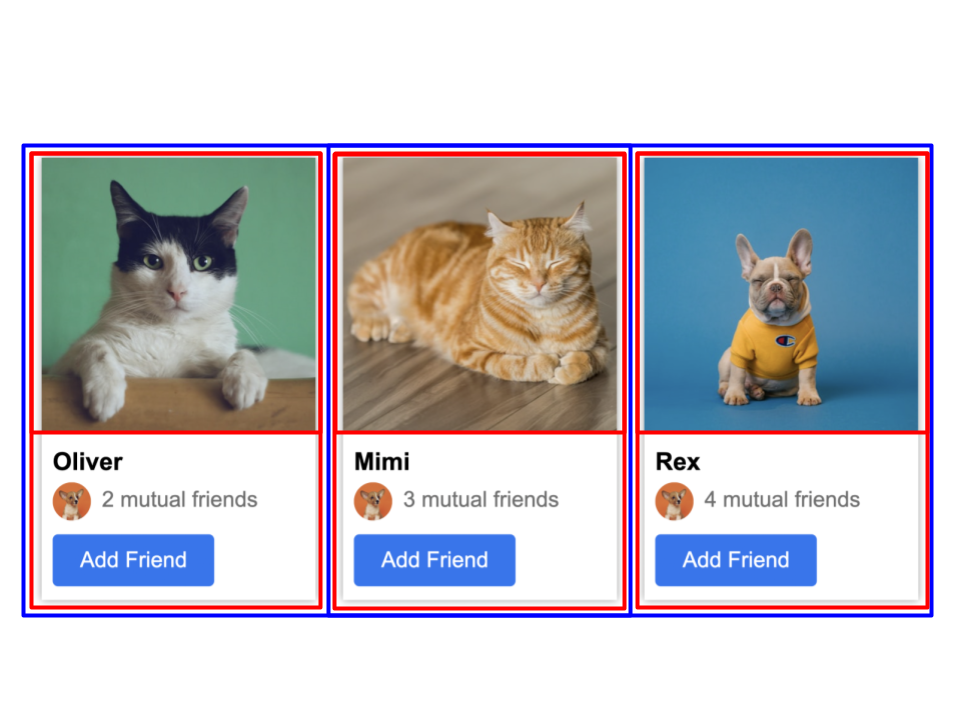 Oliver
2 mutual friends
Add Friend
Mimi
3 mutual friends
Add Friend
Rex
4 mutual friends
Add Friend